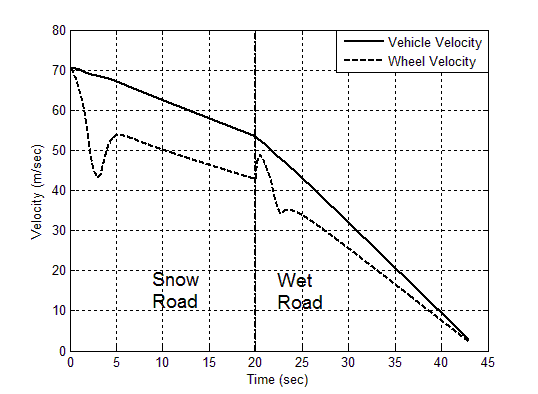 80
70
60
50
40
30
20
10
0
Velocity (m/sec)
Vehicle Velocity
Wheel Velocity
Snow
Road
Wet
Road
0 5 10 15 20 25 30 35 40 45
Time (sec)